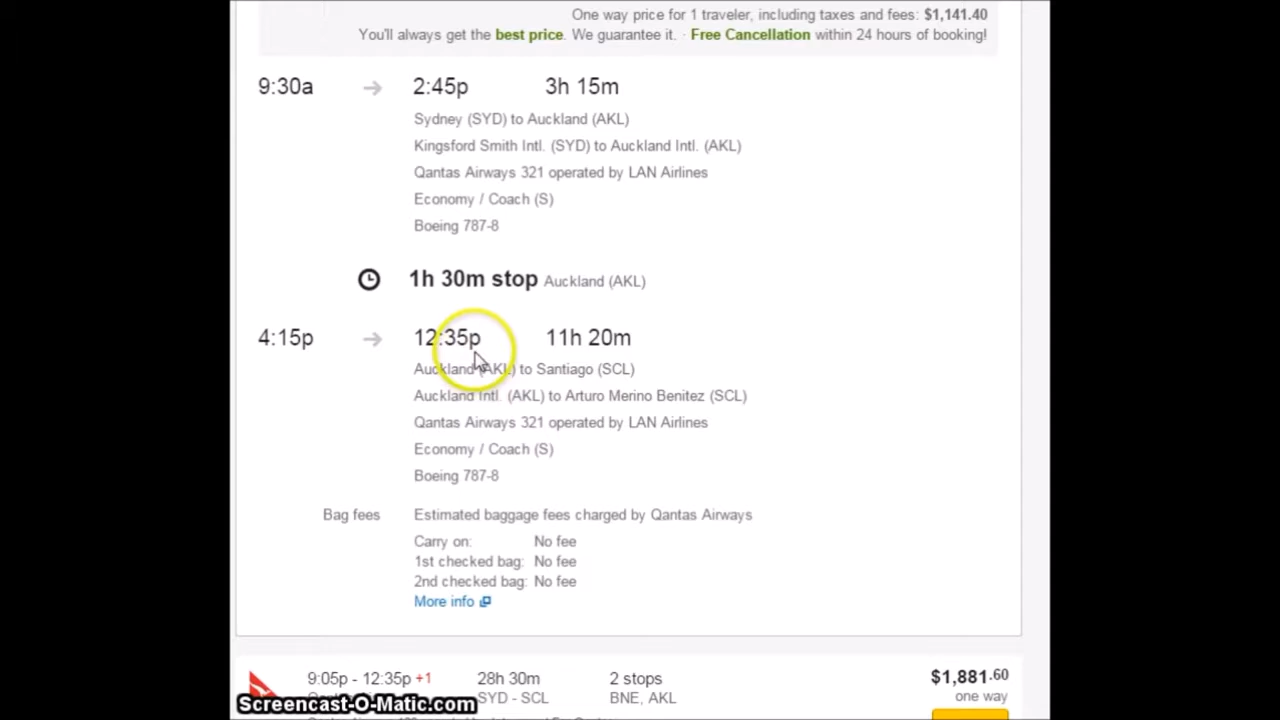 One way price for 1 traveler, including taxes and fees: $1,141.40
You'll always get the best price. We guarantee it. · Free Cancellation within 24 hours of booking!
9:30a → 2:45p 3h 15m
Sydney (SYD) to Auckland (AKL)
Kingsford Smith Intl. (SYD) to Auckland Intl. (AKL)
Qantas Airways 321 operated by LAN Airlines
Economy / Coach (S)
Boeing 787-8
1h 30m stop Auckland (AKL)
4:15p → 12:35p 11h 20m
Auckland (AKL) to Santiago (SCL)
Auckland Intl. (AKL) to Arturo Merino Benitez (SCL)
Qantas Airways 321 operated by LAN Airlines
Economy / Coach (S)
Boeing 787-8
Bag fees Estimated baggage fees charged by Qantas Airways
Carry on: No fee
1st checked bag: No fee
2nd checked bag: No fee
More info
9:05p - 12:35p +1 28h 30m 2 stops $1,881.60
SYD - SCL BNE, AKL one way
Screencast-O-Matic.com